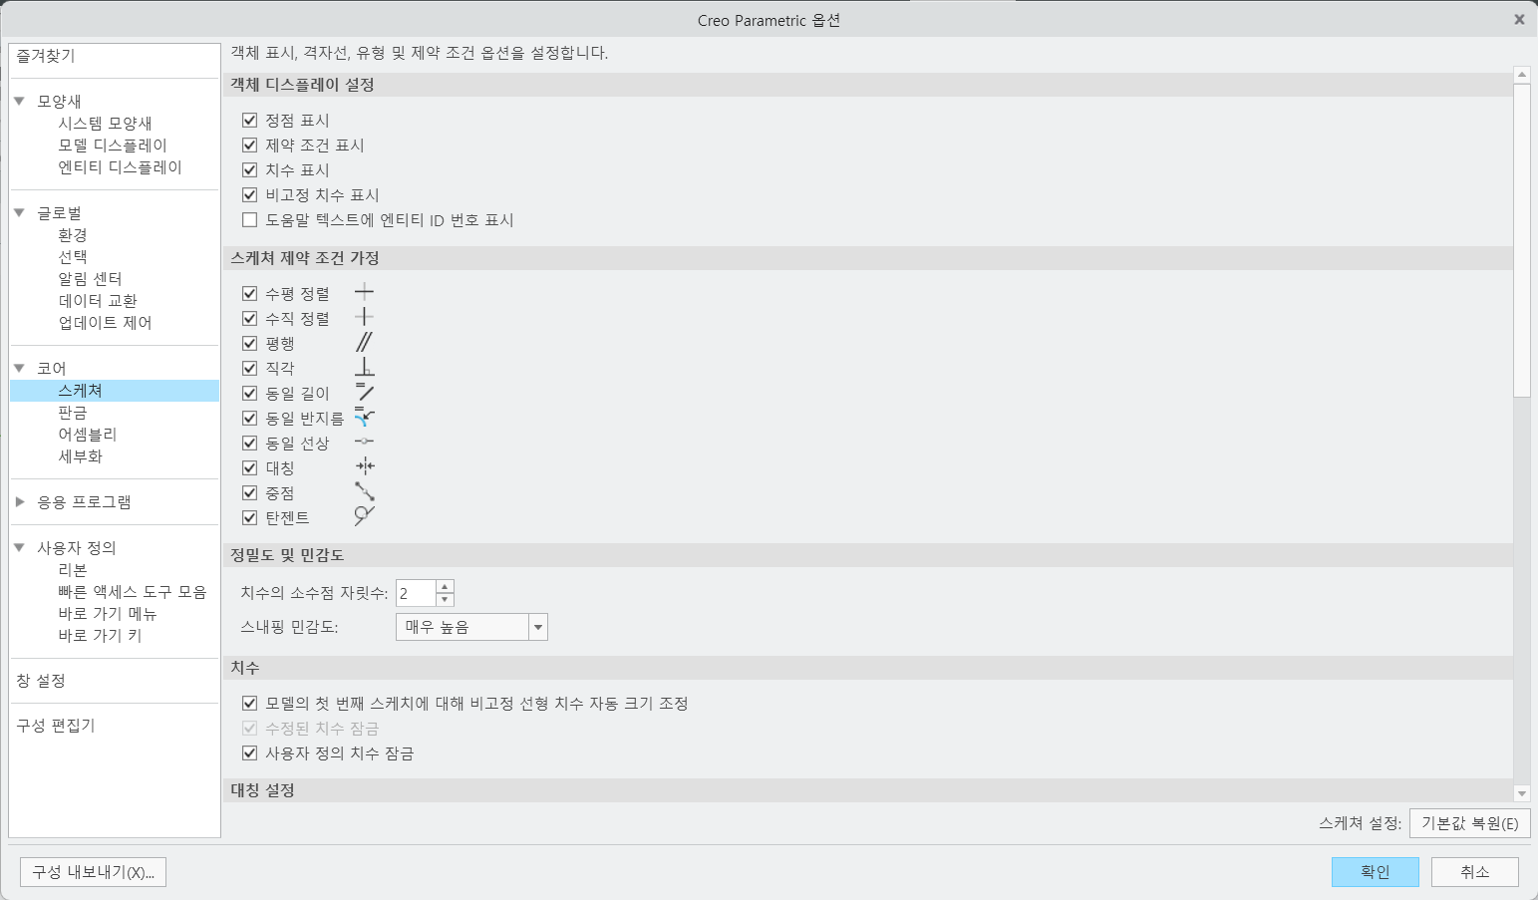 Creo Parametric 옵션
즐겨찾기
모양새
시스템 모양새
모델 디스플레이
엔티티 디스플레이
글로벌
환경
선택
알림 센터
데이터 교환
업데이트 제어
코어
스케쳐
판금
어셈블리
세부화
응용 프로그램
사용자 정의
리본
빠른 액세스 도구 모음
바로 가기 메뉴
바로 가기 키
창 설정
구성 편집기
객체 표시, 격자선, 유형 및 제약 조건 옵션을 설정합니다.
객체 디스플레이 설정
정점 표시
제약 조건 표시
치수 표시
비고정 치수 표시
도움말 텍스트에 엔티티 ID 번호 표시
스케쳐 제약 조건 가정
수평 정렬
수직 정렬
평행
직각
동일 길이
동일 반지름
동일 선상
대칭
중점
탄젠트
정밀도 및 민감도
치수의 소수점 자릿수: 2
스내핑 민감도: 매우 높음
치수
모델의 첫 번째 스케치에 대해 비고정 선형 치수 자동 크기 조정
수정된 치수 잠금
사용자 정의 치수 잠금
대칭 설정
스케쳐 설정: 기본값 복원(E)
구성 내보내기(X)... 확인 취소